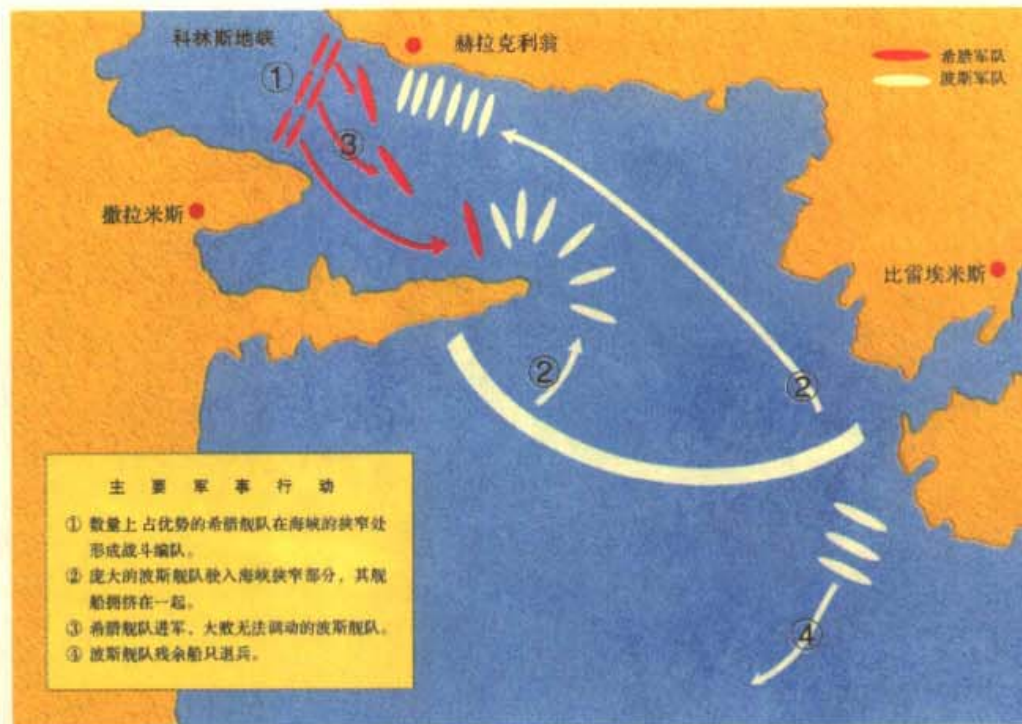 科林斯地峡
赫拉克利翁
希腊军队
波斯军队
①
③
撒拉米斯
比雷埃米斯
②
②
主要军事行动
① 数量上占优势的希腊舰队在海峡的狭窄处
形成战斗编队。
② 庞大的波斯舰队驶入海峡狭窄部分，其舰
船拥挤在一起。
③ 希腊舰队进军、大败无法调动的波斯舰队。
④ 波斯舰队残余船只退兵。
④